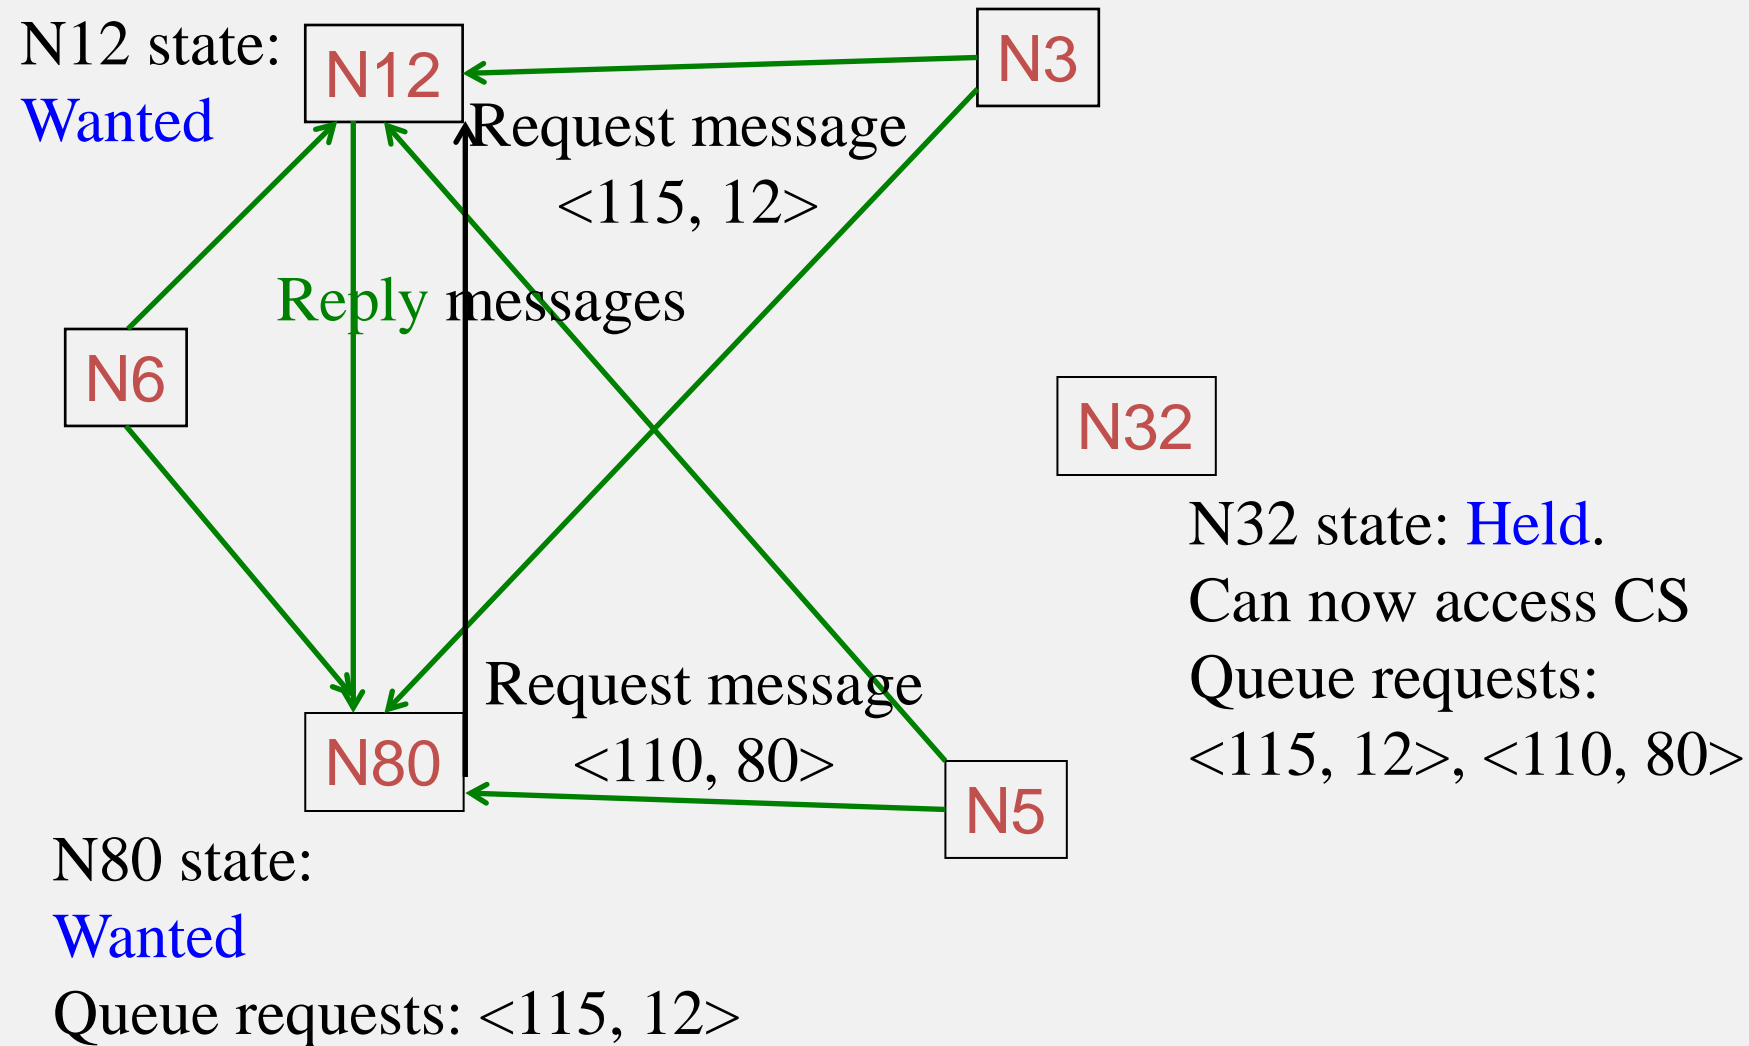 N12 state:
Wanted
N12
N3
Request message
<115, 12>
Reply messages
N6
N32
N32 state: Held.
Can now access CS
Queue requests:
<115, 12>, <110, 80>
Request message
<110, 80>
N80
N5
N80 state:
Wanted
Queue requests: <115, 12>